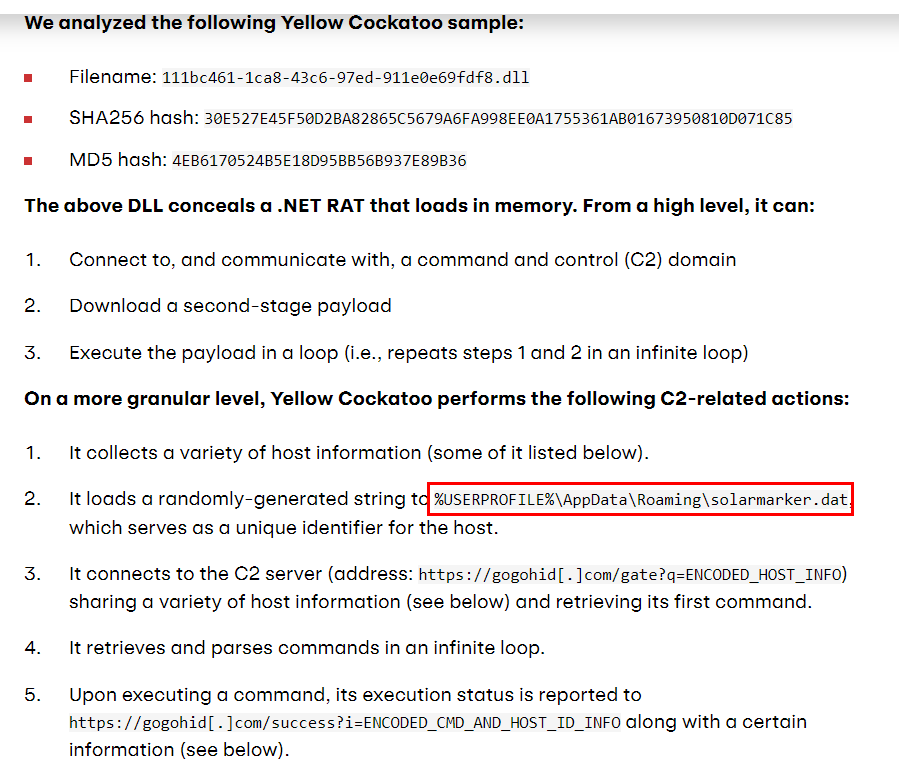 We analyzed the following Yellow Cockatoo sample:
Filename: 111bc461-1ca8-43c6-97ed-911e0e69fdf8.dll
SHA256 hash: 30E527E45F50D2BA82865C5679A6FA998EE0A1755361AB01673950810D071C85
MD5 hash: 4EB6170524B5E18D95BB56B937E89B36
The above DLL conceals a .NET RAT that loads in memory. From a high level, it can:
1. Connect to, and communicate with, a command and control (C2) domain
2. Download a second-stage payload
3. Execute the payload in a loop (i.e., repeats steps 1 and 2 in an infinite loop)
On a more granular level, Yellow Cockatoo performs the following C2-related actions:
1. It collects a variety of host information (some of it listed below).
2. It loads a randomly-generated string to %USERPROFILE%\AppData\Roaming\solarmarker.dat,
which serves as a unique identifier for the host.
3. It connects to the C2 server (address: https://gogohid[.]com/gate?q=ENCODED_HOST_INFO)
sharing a variety of host information (see below) and retrieving its first command.
4. It retrieves and parses commands in an infinite loop.
5. Upon executing a command, its execution status is reported to
https://gogohid[.]com/success?i=ENCODED_CMD_AND_HOST_ID_INFO along with a certain
information (see below).